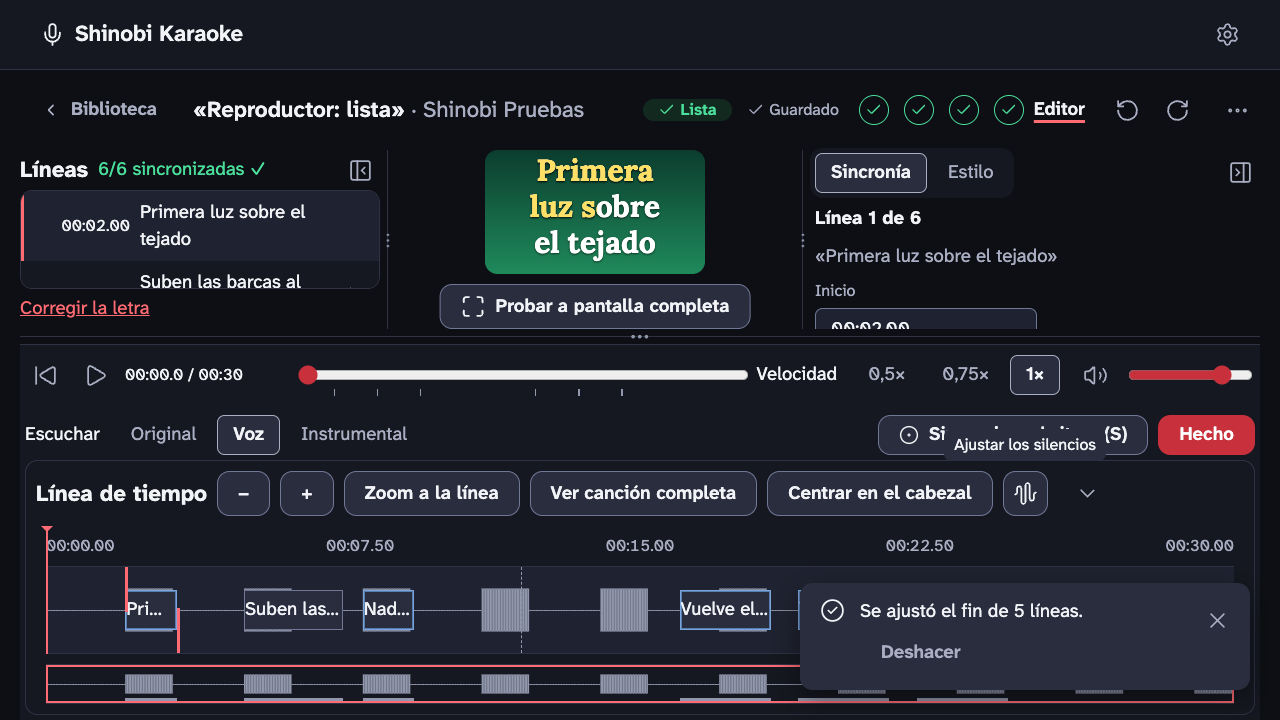 Shinobi Karaoke
Biblioteca
«Reproductor: lista» · Shinobi Pruebas
Lista
Guardado
Editor
Líneas 6/6 sincronizadas
00:02.00
Primera luz sobre el
tejado
Suben las barcas al
Corregir la letra
Primera
luz sobre
el tejado
Probar a pantalla completa
Sincronía
Estilo
Línea 1 de 6
«Primera luz sobre el tejado»
Inicio
00:02.00
00:00.0 / 00:30
Velocidad
0,5×
0,75×
1×
Escuchar
Original
Voz
Instrumental
(S)
Ajustar los silencios
Hecho
Línea de tiempo
−
+
Zoom a la línea
Ver canción completa
Centrar en el cabezal
00:00.00
00:07.50
00:15.00
00:22.50
00:30.00
Pri...
Suben las...
Nad...
Vuelve el...
Se ajustó el fin de 5 líneas.
Deshacer